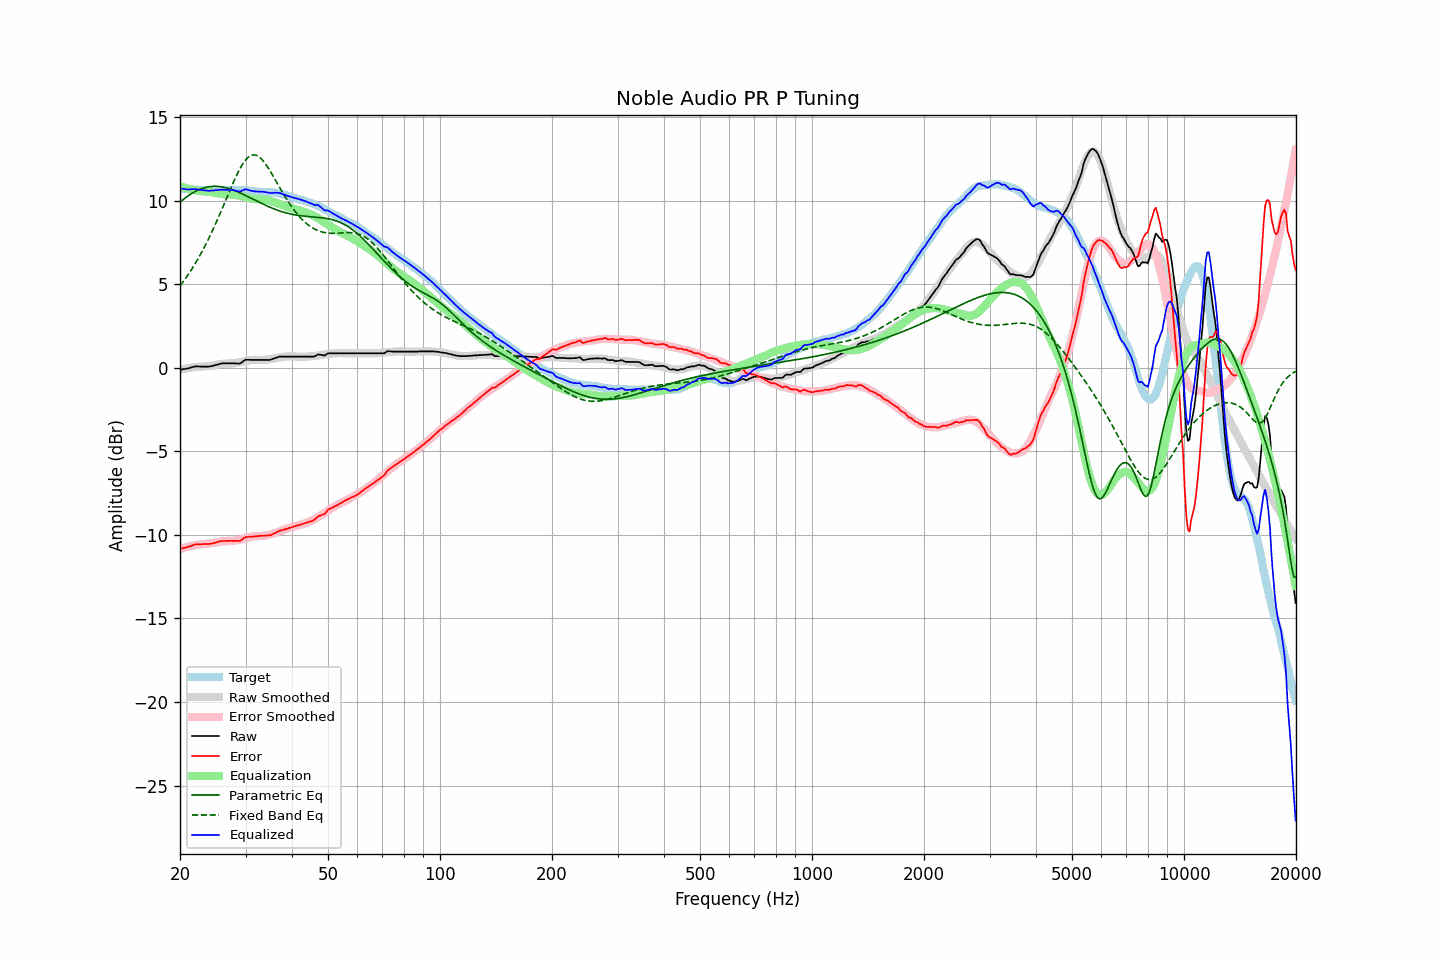 Noble Audio PR P Tuning
15
10
5
0
−5
−10
−15
−20
−25
Amplitude (dBr)
Target
Raw Smoothed
Error Smoothed
Raw
Error
Equalization
Parametric Eq
Fixed Band Eq
Equalized
20 50 100 200 500 1000 2000 5000 10000 20000
Frequency (Hz)